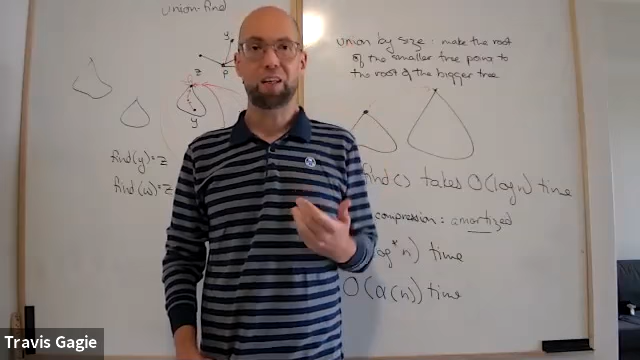 union-find
y
z
p
y
find(y)=z
find(w)=z
union by size: make the root
of the smaller tree point to
the root of the bigger tree
find() takes O(log n) time
compression: amortized
log* n) time
O(α(n)) time
Travis Gagie